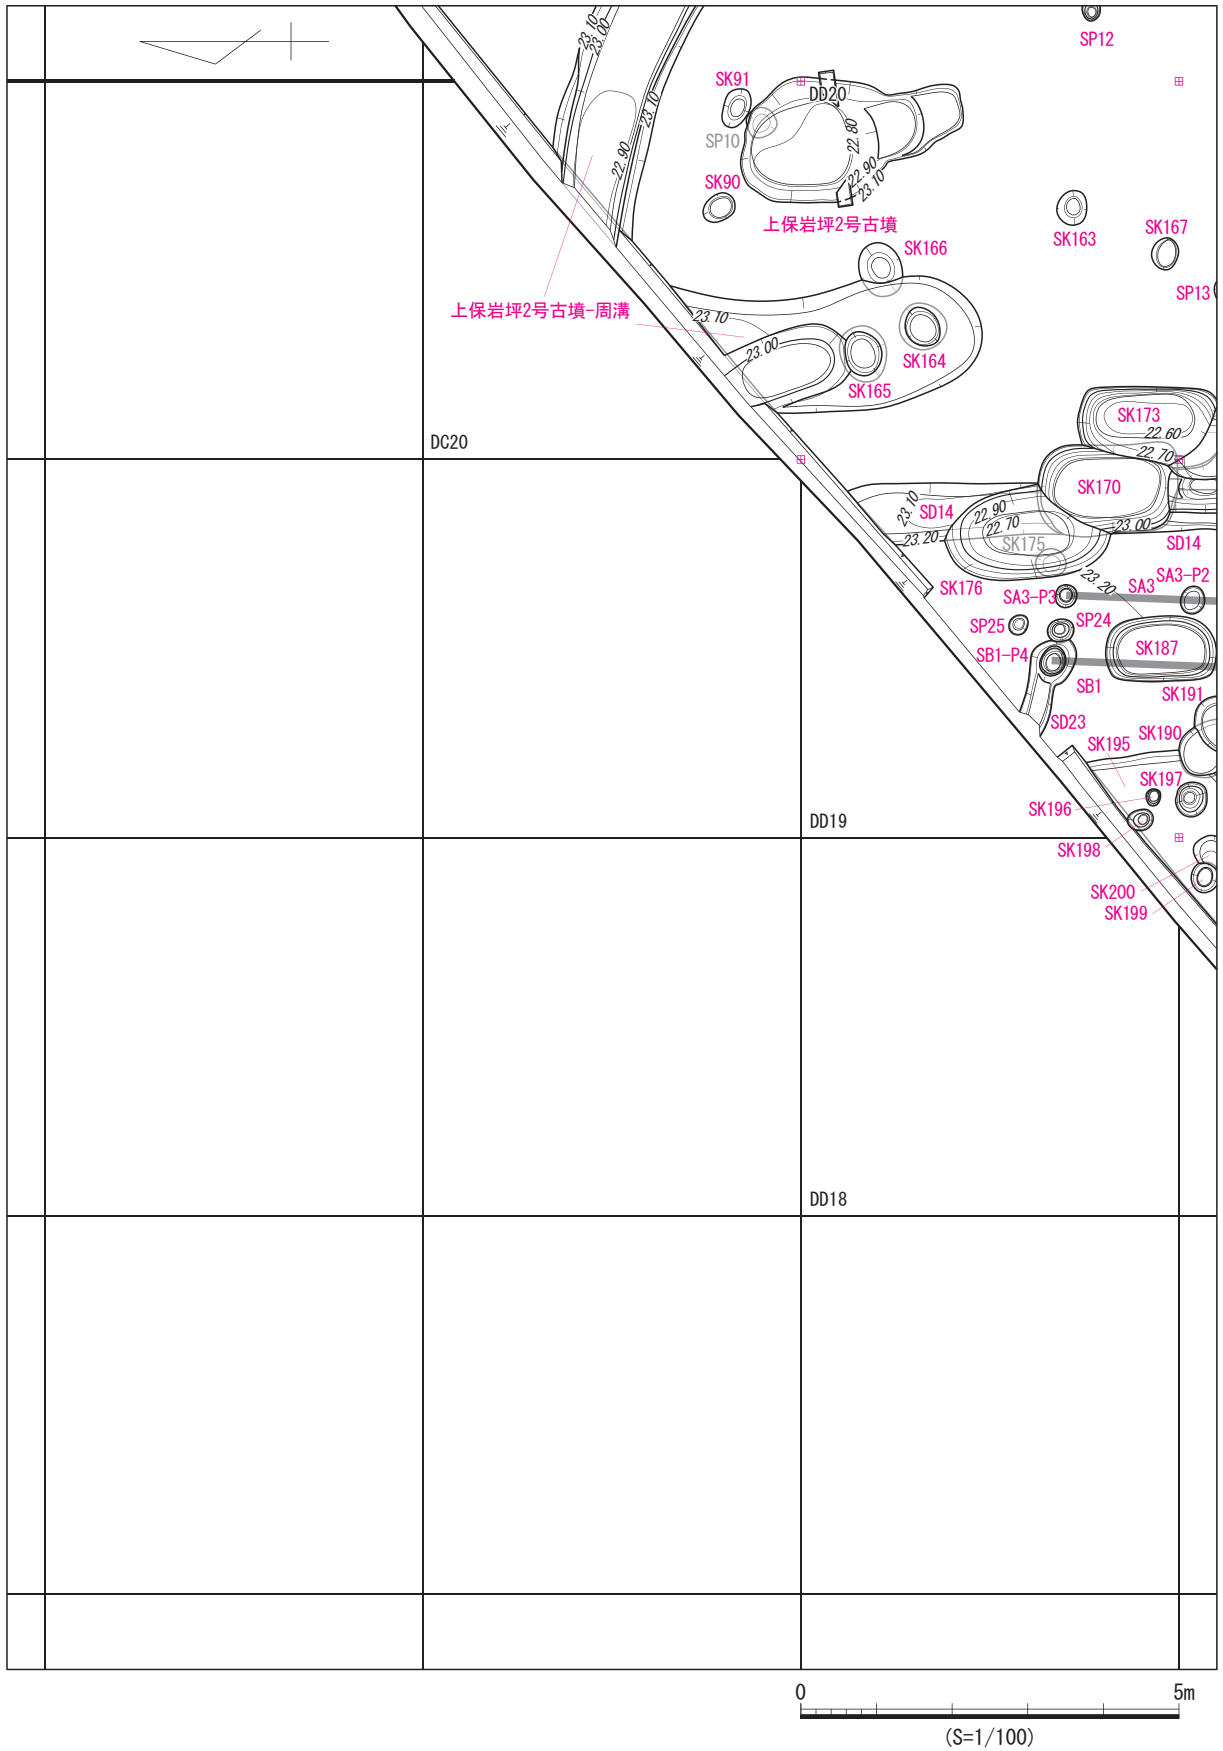 SP12
23.10
23.00
SK91
DD20
23.10
22.80
SP10
22.90
22.90
23.10
SK90
上保岩坪2号古墳
SK163
SK167
SK166
SP13
上保岩坪2号古墳-周溝
23.10
23.00
SK164
SK165
SK173
22.60
DC20
22.70
SK170
23.10
SD14
22.90
22.70
23.00
23.20
SK175
SD14
23.20
SA3-P2
SK176
SA3
SA3-P3
SP25
SP24
SK187
SB1-P4
SB1
SK191
SD23
SK190
SK195
SK197
SK196
DD19
SK198
SK200
SK199
DD18
0
5m
(S=1/100)